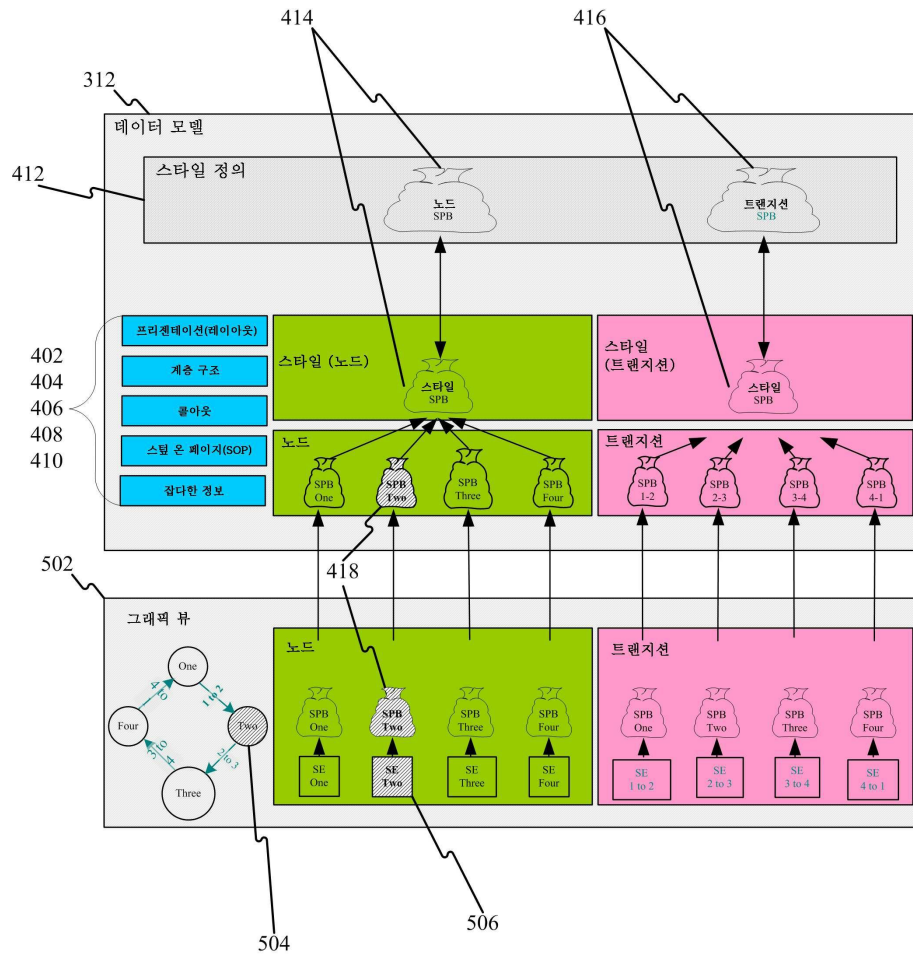 414
416
312
데이터 모델
412
스타일 정의
노드
SPB
트랜지션
SPB
402
404
406
408
410
프리젠테이션(레이아웃)
계층 구조
콜아웃
스텝 온 페이지(SOP)
잡다한 정보
스타일 (노드)
스타일
SPB
스타일
(트랜지션)
스타일
SPB
노드
SPB
One
SPB
Two
SPB
Three
SPB
Four
트랜지션
SPB
1-2
SPB
2-3
SPB
3-4
SPB
4-1
418
502
그래픽 뷰
One
1 to 2
Two
2 to 3
Three
3 to 4
Four
4 to
노드
SPB
One
SPB
Two
SPB
Three
SPB
Four
SE
One
SE
Two
SE
Three
SE
Four
트랜지션
SPB
One
SPB
Two
SPB
Three
SPB
Four
SE
1 to 2
SE
2 to 3
SE
3 to 4
SE
4 to 1
504
506